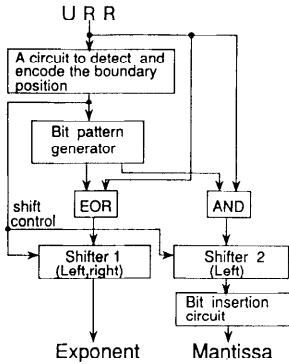 U R R
A circuit to detect and
encode the boundary
position
Bit pattern
generator
shift
control
EOR
AND
Shifter 1
(Left,right)
Shifter 2
(Left)
Bit insertion
circuit
Exponent
Mantissa